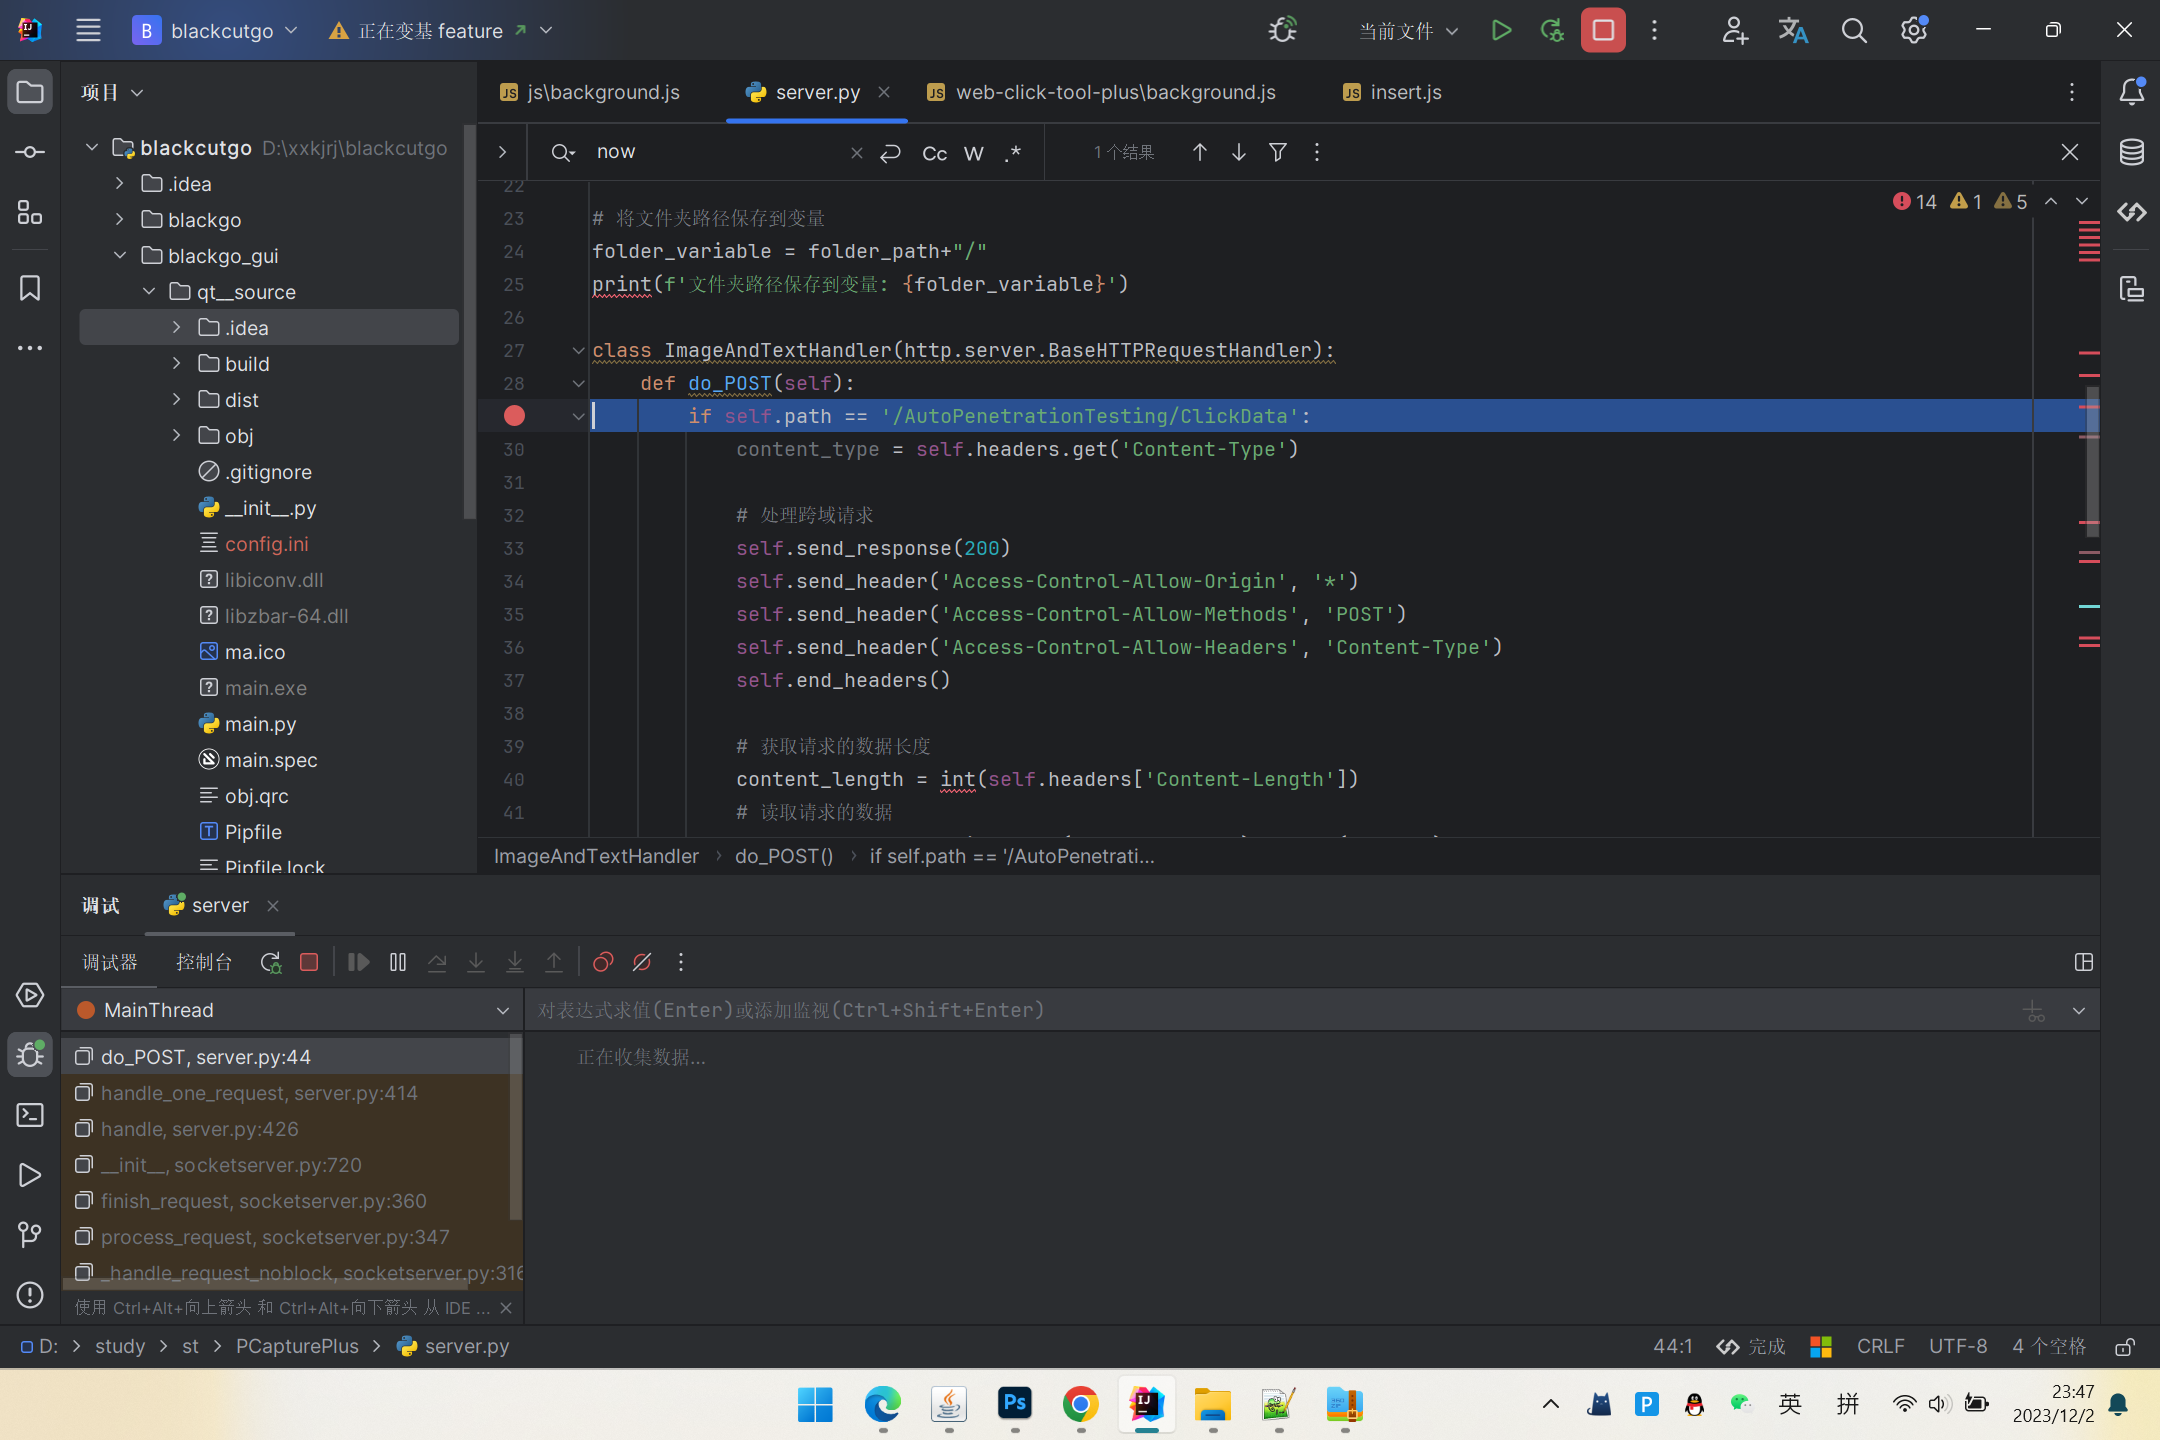 B blackcutgo 正在变基 feature 当前文件
项目
js\background.js server.py web-click-tool-plus\background.js insert.js
now Cc W .* 1 个结果
blackcutgo D:\xxkjrj\blackcutgo
.idea
blackgo
blackgo_gui
qt__source
.idea
build
dist
obj
.gitignore
__init__.py
config.ini
libiconv.dll
libzbar-64.dll
ma.ico
main.exe
main.py
main.spec
obj.qrc
Pipfile
Pipfile.lock
14 1 5
22
23 # 将文件夹路径保存到变量
24 folder_variable = folder_path+"/"
25 print(f'文件夹路径保存到变量: {folder_variable}')
26
27 class ImageAndTextHandler(http.server.BaseHTTPRequestHandler):
28 def do_POST(self):
if self.path == '/AutoPenetrationTesting/ClickData':
30 content_type = self.headers.get('Content-Type')
31
32 # 处理跨域请求
33 self.send_response(200)
34 self.send_header('Access-Control-Allow-Origin', '*')
35 self.send_header('Access-Control-Allow-Methods', 'POST')
36 self.send_header('Access-Control-Allow-Headers', 'Content-Type')
37 self.end_headers()
38
39 # 获取请求的数据长度
40 content_length = int(self.headers['Content-Length'])
41 # 读取请求的数据
ImageAndTextHandler › do_POST() › if self.path == '/AutoPenetrati...
调试 server
调试器 控制台
MainThread
对表达式求值(Enter)或添加监视(Ctrl+Shift+Enter)
正在收集数据...
do_POST, server.py:44
handle_one_request, server.py:414
handle, server.py:426
__init__, socketserver.py:720
finish_request, socketserver.py:360
process_request, socketserver.py:347
_handle_request_noblock, socketserver.py:316
使用 Ctrl+Alt+向上箭头 和 Ctrl+Alt+向下箭头 从 IDE ...
D: > study > st > PCapturePlus > server.py
44:1 完成 CRLF UTF-8 4 个空格
Ps
P 英 拼
23:47
2023/12/2